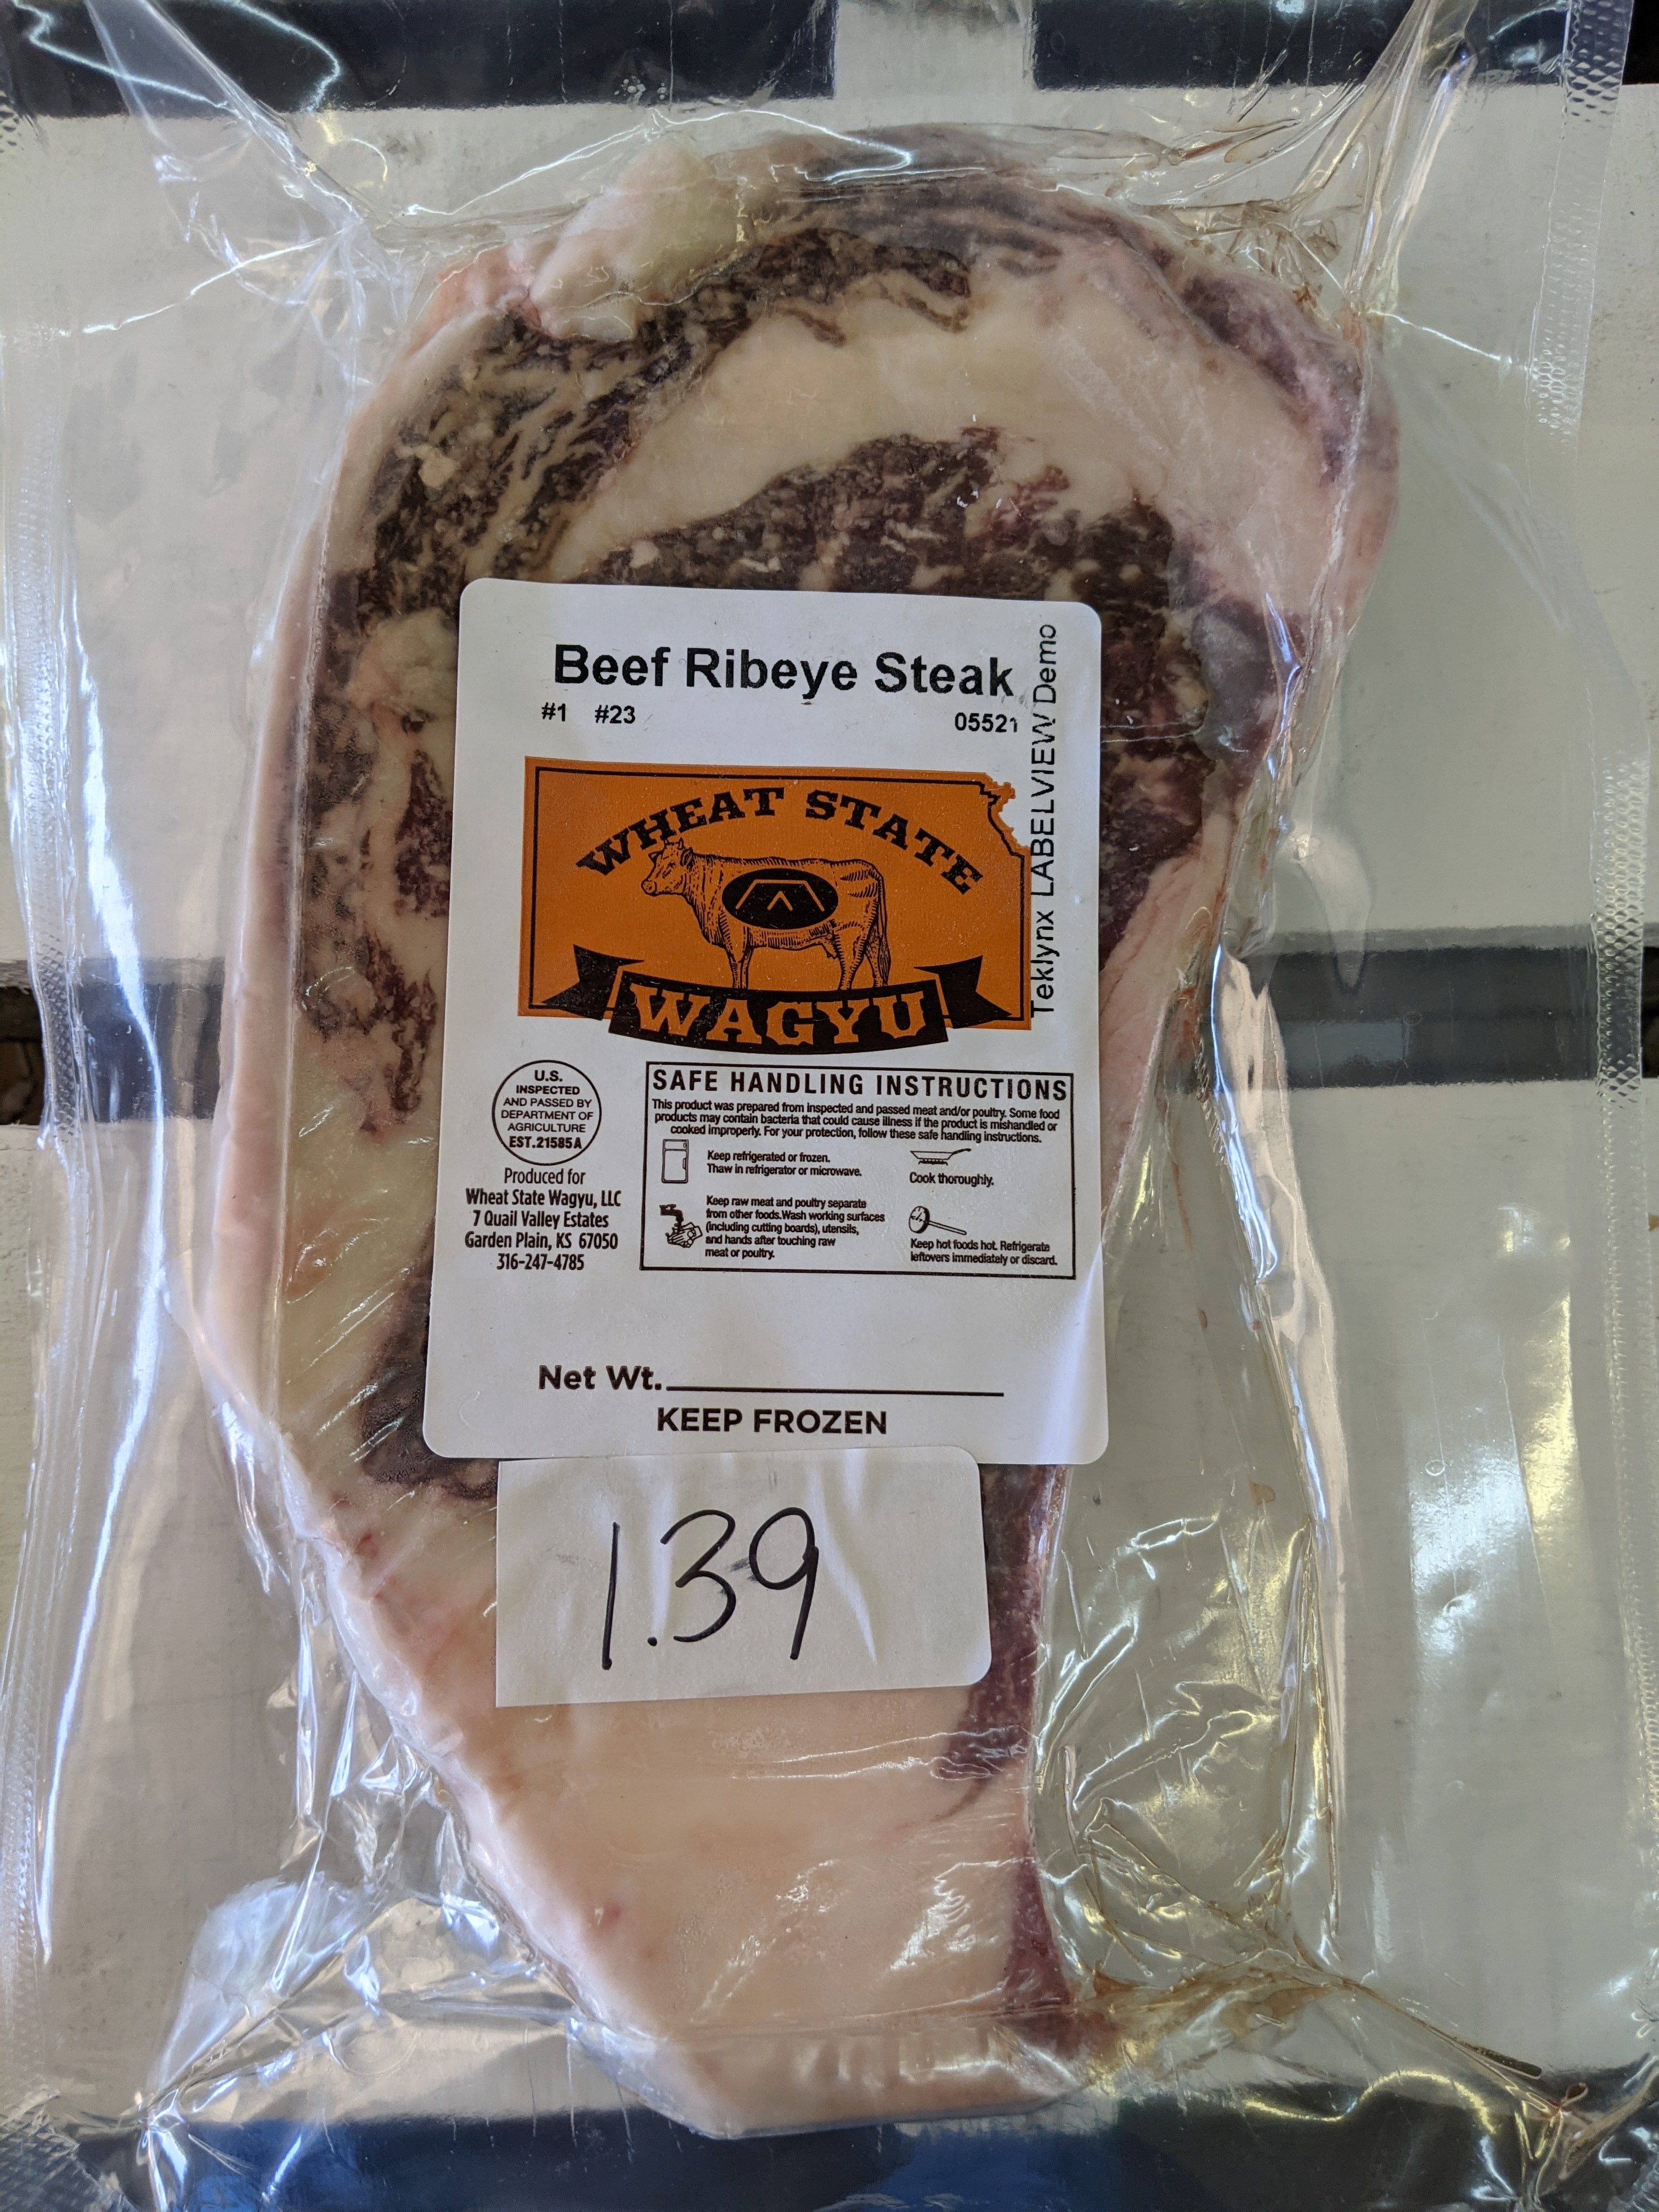 Beef Ribeye Steak
#1 #23 05521
Teklynx LABELVIEW Demo
WHEAT STATE
WAGYU
U.S.
INSPECTED
AND PASSED BY
DEPARTMENT OF
AGRICULTURE
EST.21585A
Produced for
Wheat State Wagyu, LLC
7 Quail Valley Estates
Garden Plain, KS 67050
316-247-4785
SAFE HANDLING INSTRUCTIONS
This product was prepared from inspected and passed meat and/or poultry. Some food
products may contain bacteria that could cause illness if the product is mishandled or
cooked improperly. For your protection, follow these safe handling instructions.
Keep refrigerated or frozen.
Thaw in refrigerator or microwave.
Cook thoroughly.
Keep raw meat and poultry separate
from other foods.Wash working surfaces
(including cutting boards), utensils,
and hands after touching raw
meat or poultry.
Keep hot foods hot. Refrigerate
leftovers immediately or discard.
Net Wt.
KEEP FROZEN
1.39